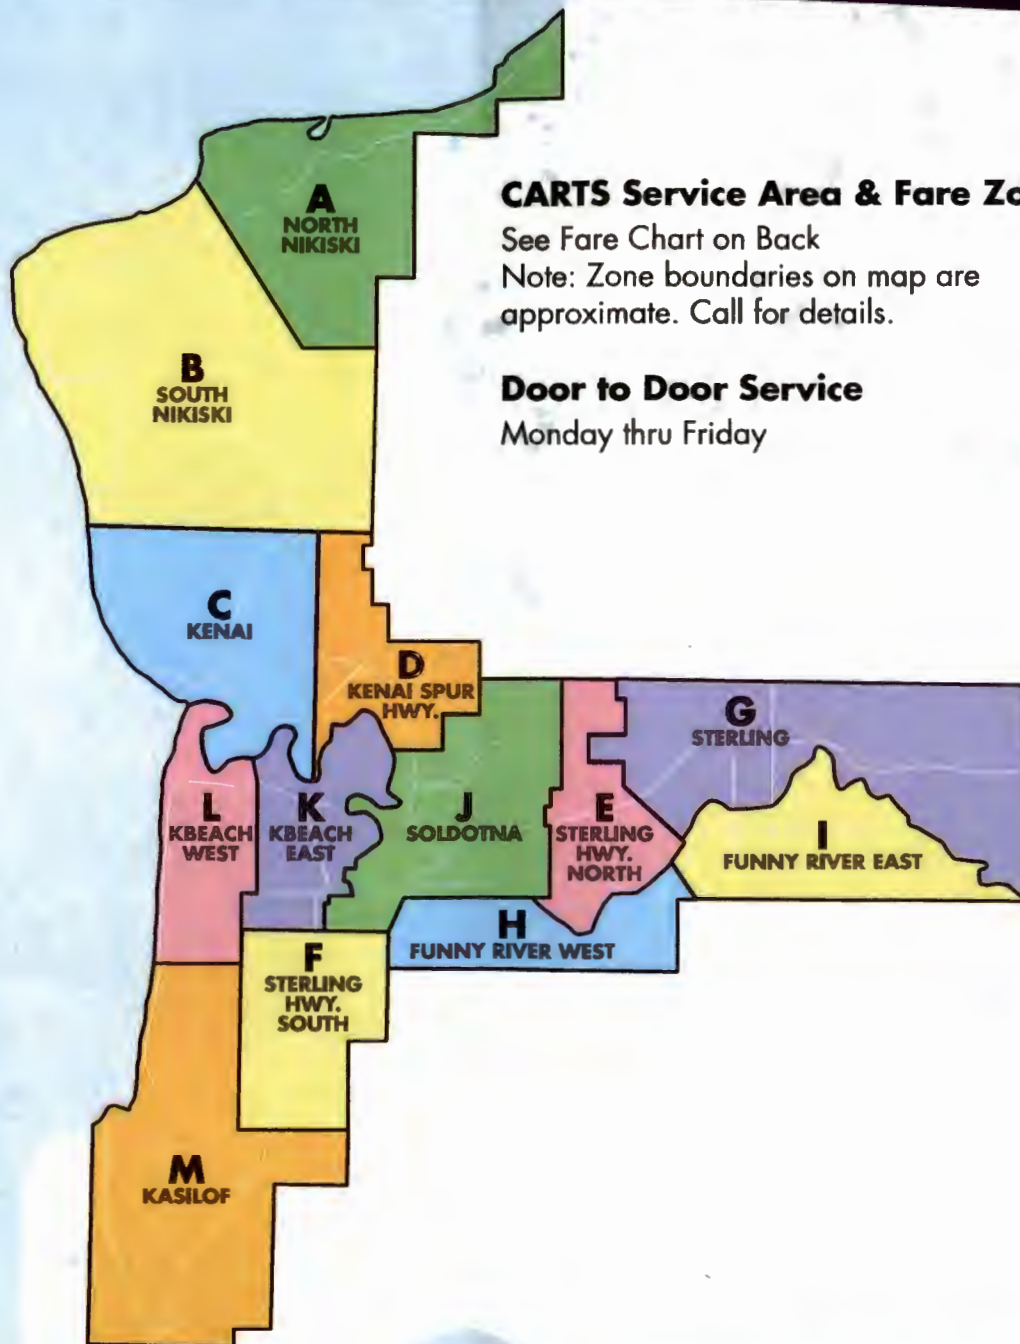 A
NORTH
NIKISKI
CARTS Service Area & Fare Zo
See Fare Chart on Back
Note: Zone boundaries on map are
approximate. Call for details.
B
SOUTH
NIKISKI
Door to Door Service
Monday thru Friday
C
KENAI
D
KENAI SPUR
HWY.
G
STERLING
L
KBEACH
WEST
K
KBEACH
EAST
J
SOLDOTNA
E
STERLING
HWY.
NORTH
I
FUNNY RIVER EAST
H
FUNNY RIVER WEST
F
STERLING
HWY.
SOUTH
M
KASILOF